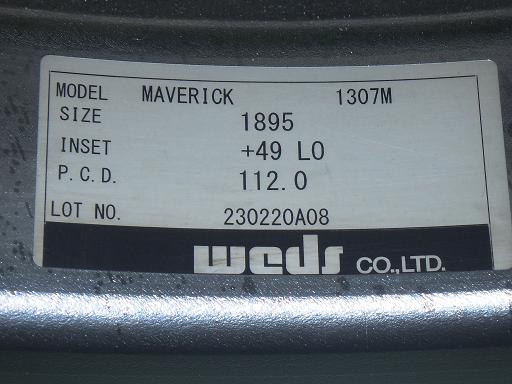 MODEL MAVERICK 1307M
SIZE 1895
INSET +49 LO
P.C.D. 112.0
LOT NO. 230220A08
weds CO.,LTD.